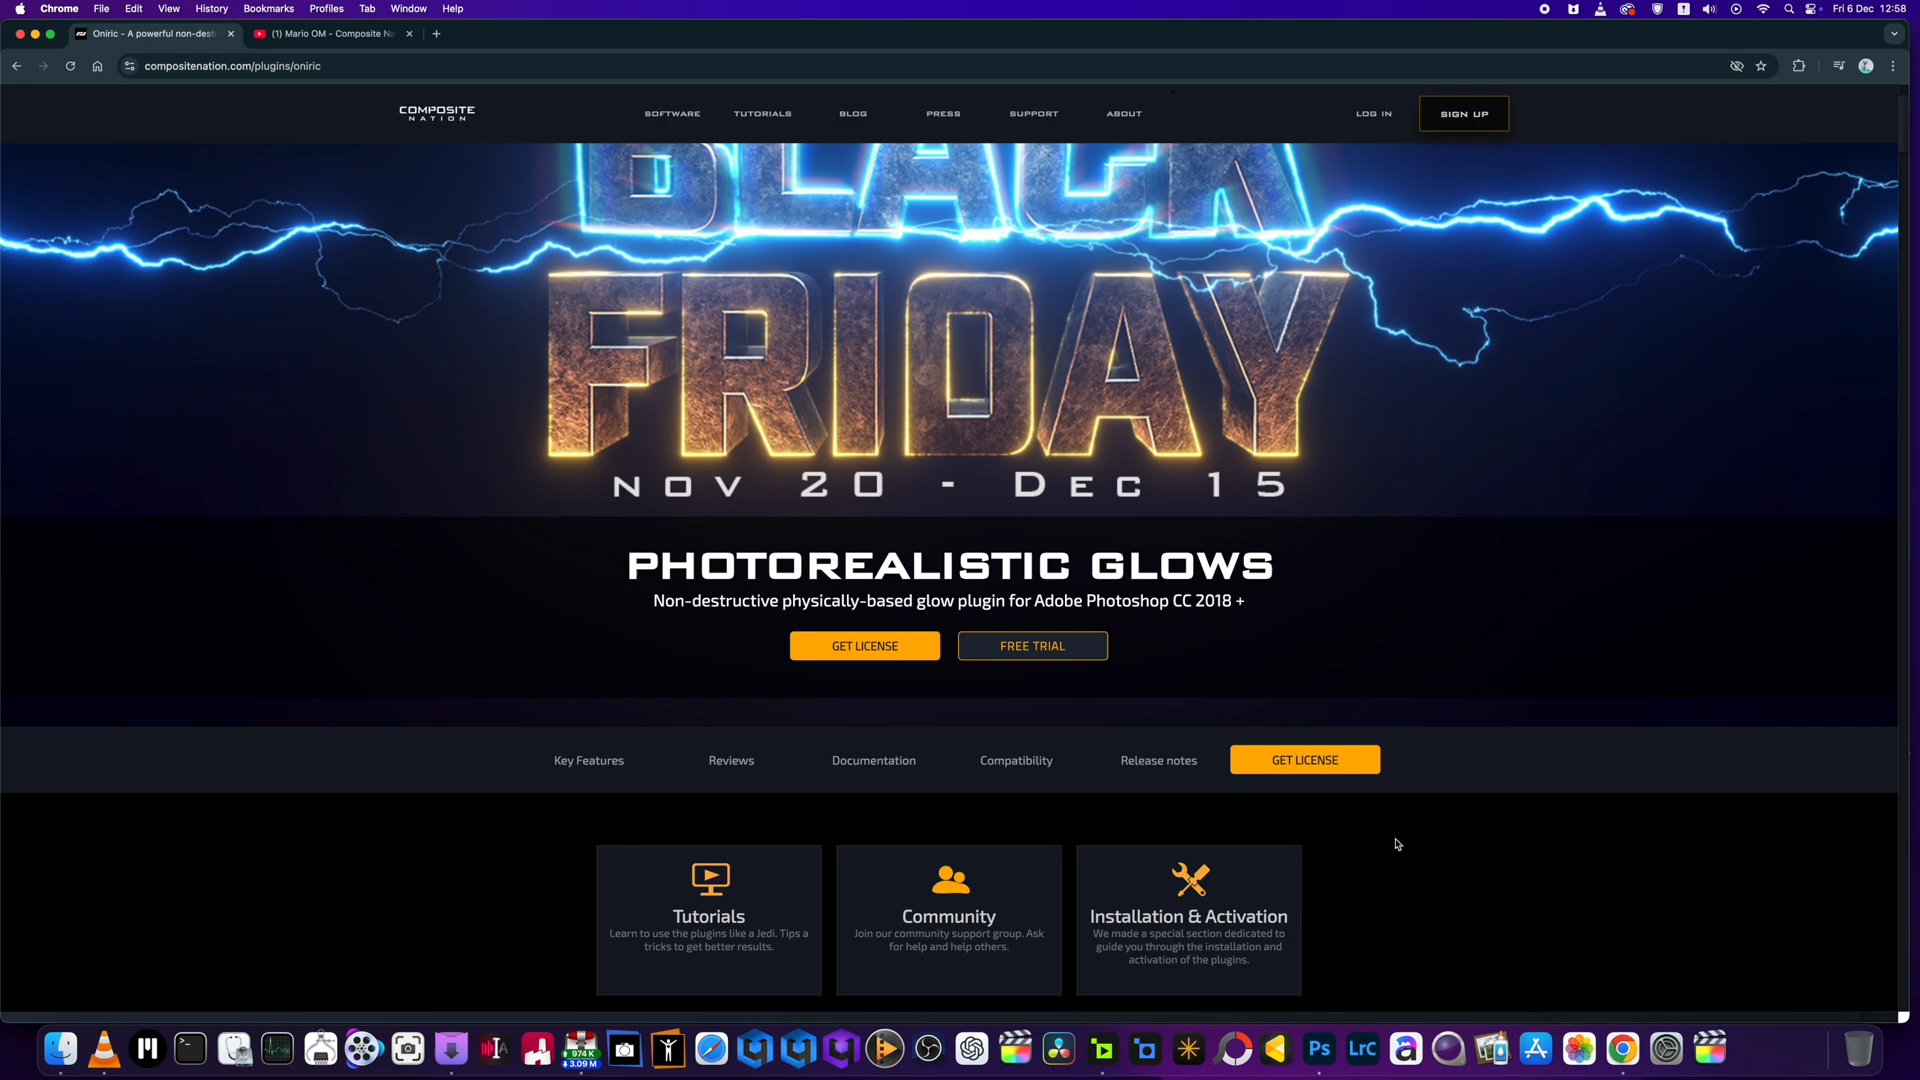 Chrome File Edit View History Bookmarks Profiles Tab Window Help
Fri 6 Dec 12:58
Oniric - A powerful non-dest
(1) Mario OM - Composite Na
compositenation.com/plugins/oniric
COMPOSITE
NATION
SOFTWARE TUTORIALS BLOG PRESS SUPPORT ABOUT
LOG IN SIGN UP
BLACK
FRIDAY
Nov 20 - Dec 15
PHOTOREALISTIC GLOWS
Non-destructive physically-based glow plugin for Adobe Photoshop CC 2018 +
GET LICENSE FREE TRIAL
Key Features Reviews Documentation Compatibility Release notes GET LICENSE
Tutorials
Learn to use the plugins like a Jedi. Tips a
tricks to get better results.
Community
Join our community support group. Ask
for help and help others.
Installation & Activation
We made a special section dedicated to
guide you through the installation and
activation of the plugins.
974 K
3.09 M
Ps LrC